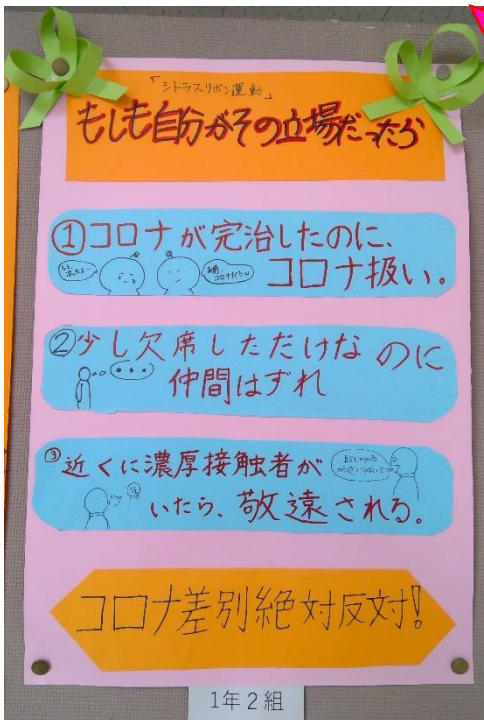 「シトラスリボン運動」
もしも自分がその立場だったら
①コロナが完治したのに、
コロナ扱い。
②少し欠席しただけなのに
仲間はずれ
③近くに濃厚接触者が
いたら、敬遠される。
コロナ差別絶対反対!
1年2組